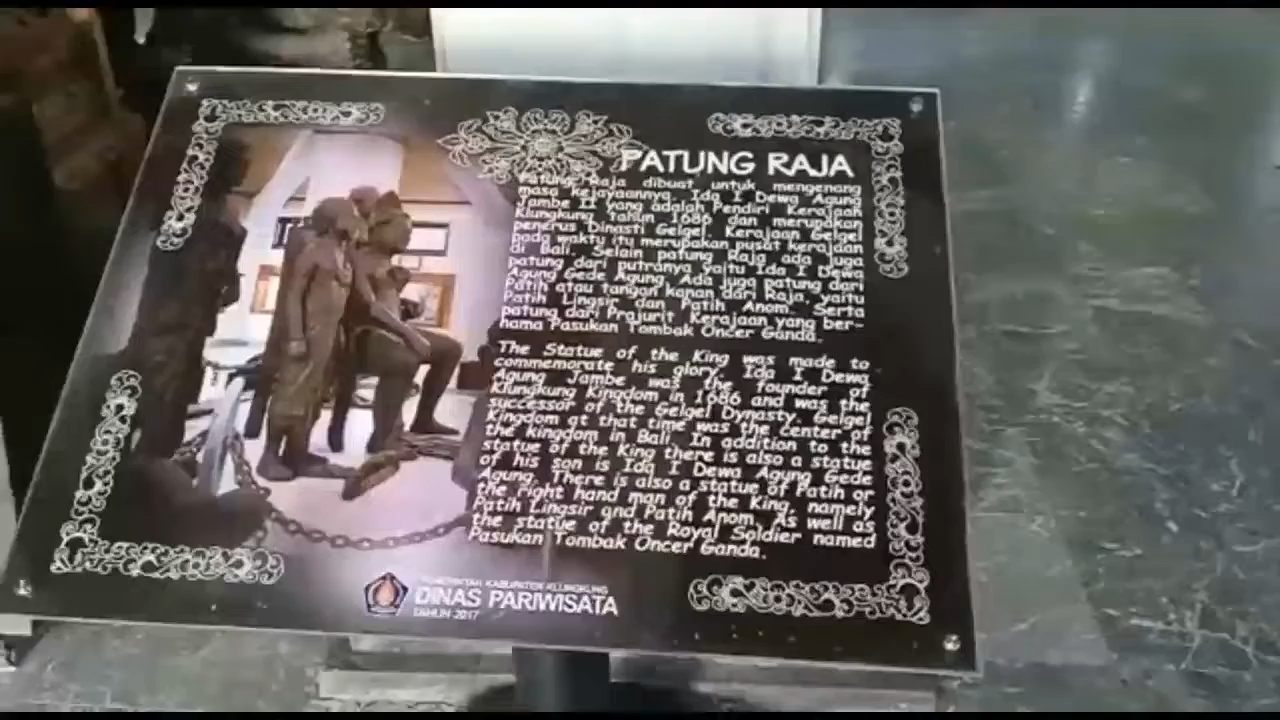 PATUNG RAJA
Patung Raja dibuat untuk mengenang
masa kejayaannya. Ida I Dewa Agung
Jambe II yang adalah Pendiri Kerajaan
Klungkung tahun 1686 dan merupakan
penerus Dinasti Gelgel. Kerajaan Gelgel
pada waktu itu merupakan pusat kerajaan
di Bali. Selain patung Raja ada juga
patung dari putranya yaitu Ida I Dewa
Agung Gede Agung. Ada juga patung dari
Patih atau tangan kanan dari Raja, yaitu
Patih Lingsir dan Patih Anom. Serta
patung dari Prajurit Kerajaan yang ber-
nama Pasukan Tombak Oncer Ganda.
The Statue of the King was made to
commemorate his glory. Ida I Dewa
Agung Jambe was the founder of
Klungkung Kingdom in 1686 and was the
successor of the Gelgel Dynasty. Gelgel
Kingdom at that time was the center of
the kingdom in Bali. In addition to the
statue of the King there is also a statue
of his son is Ida I Dewa Agung Gede
Agung. There is also a statue of Patih or
the right hand man of the King, namely
Patih Lingsir and Patih Anom. As well as
the statue of the Royal Soldier named
Pasukan Tombak Oncer Ganda.
PEMERINTAH KABUPATEN KLUNGKUNG
DINAS PARIWISATA
TAHUN 2017